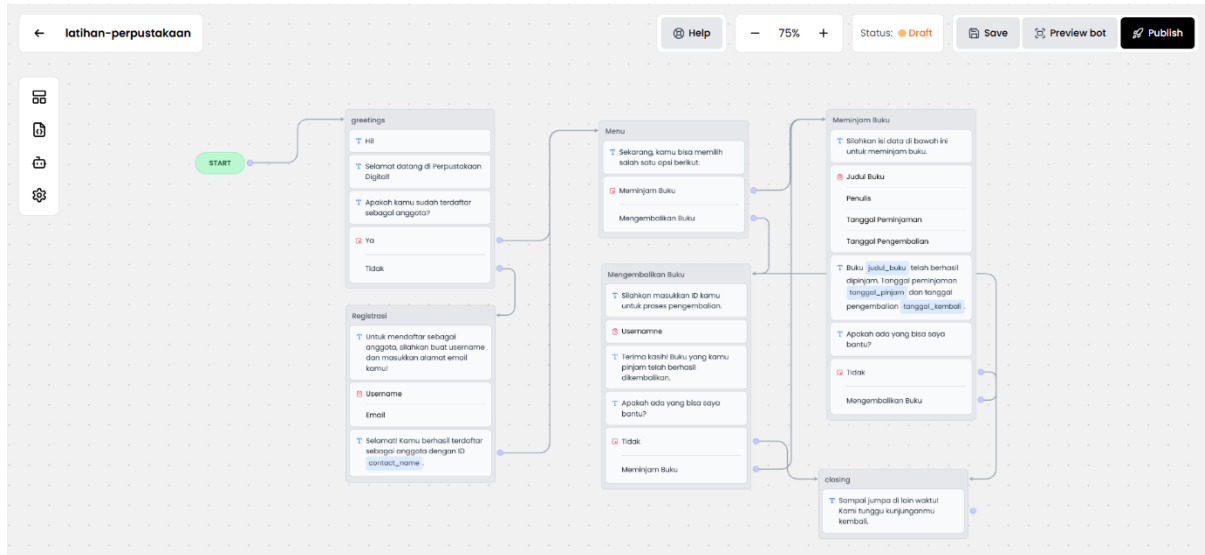 latihan-perpustakaan
Help
75%
Status: Draft
Save
Preview bot
Publish
START
greetings
Hi!
Selamat datang di Perpustakaan
Digital!
Apakah kamu sudah terdaftar
sebagai anggota?
Ya
Tidak
Registrasi
Untuk mendaftar sebagai
anggota, silahkan buat username
dan masukkan alamat email
kamu!
Username
Email
Selamat! Kamu berhasil terdaftar
sebagai anggota dengan ID
contact_name .
Menu
Sekarang, kamu bisa memilih
salah satu opsi berikut:
Meminjam Buku
Mengembalikan Buku
Mengembalikan Buku
Silahkan masukkan ID kamu
untuk proses pengembalian.
Usernamne
Terima kasih! Buku yang kamu
pinjam telah berhasil
dikembalikan.
Apakah ada yang bisa saya
bantu?
Tidak
Meminjam Buku
Meminjam Buku
Silahkan isi data di bawah ini
untuk meminjam buku.
Judul Buku
Penulis
Tanggal Peminjaman
Tanggal Pengembalian
Buku judul_buku telah berhasil
dipinjam. Tanggal peminjaman
tanggal_pinjam dan tanggal
pengembalian tanggal_kembali .
Apakah ada yang bisa saya
bantu?
Tidak
Mengembalikan Buku
closing
Sampai jumpa di lain waktu!
Kami tunggu kunjunganmu
kembali.